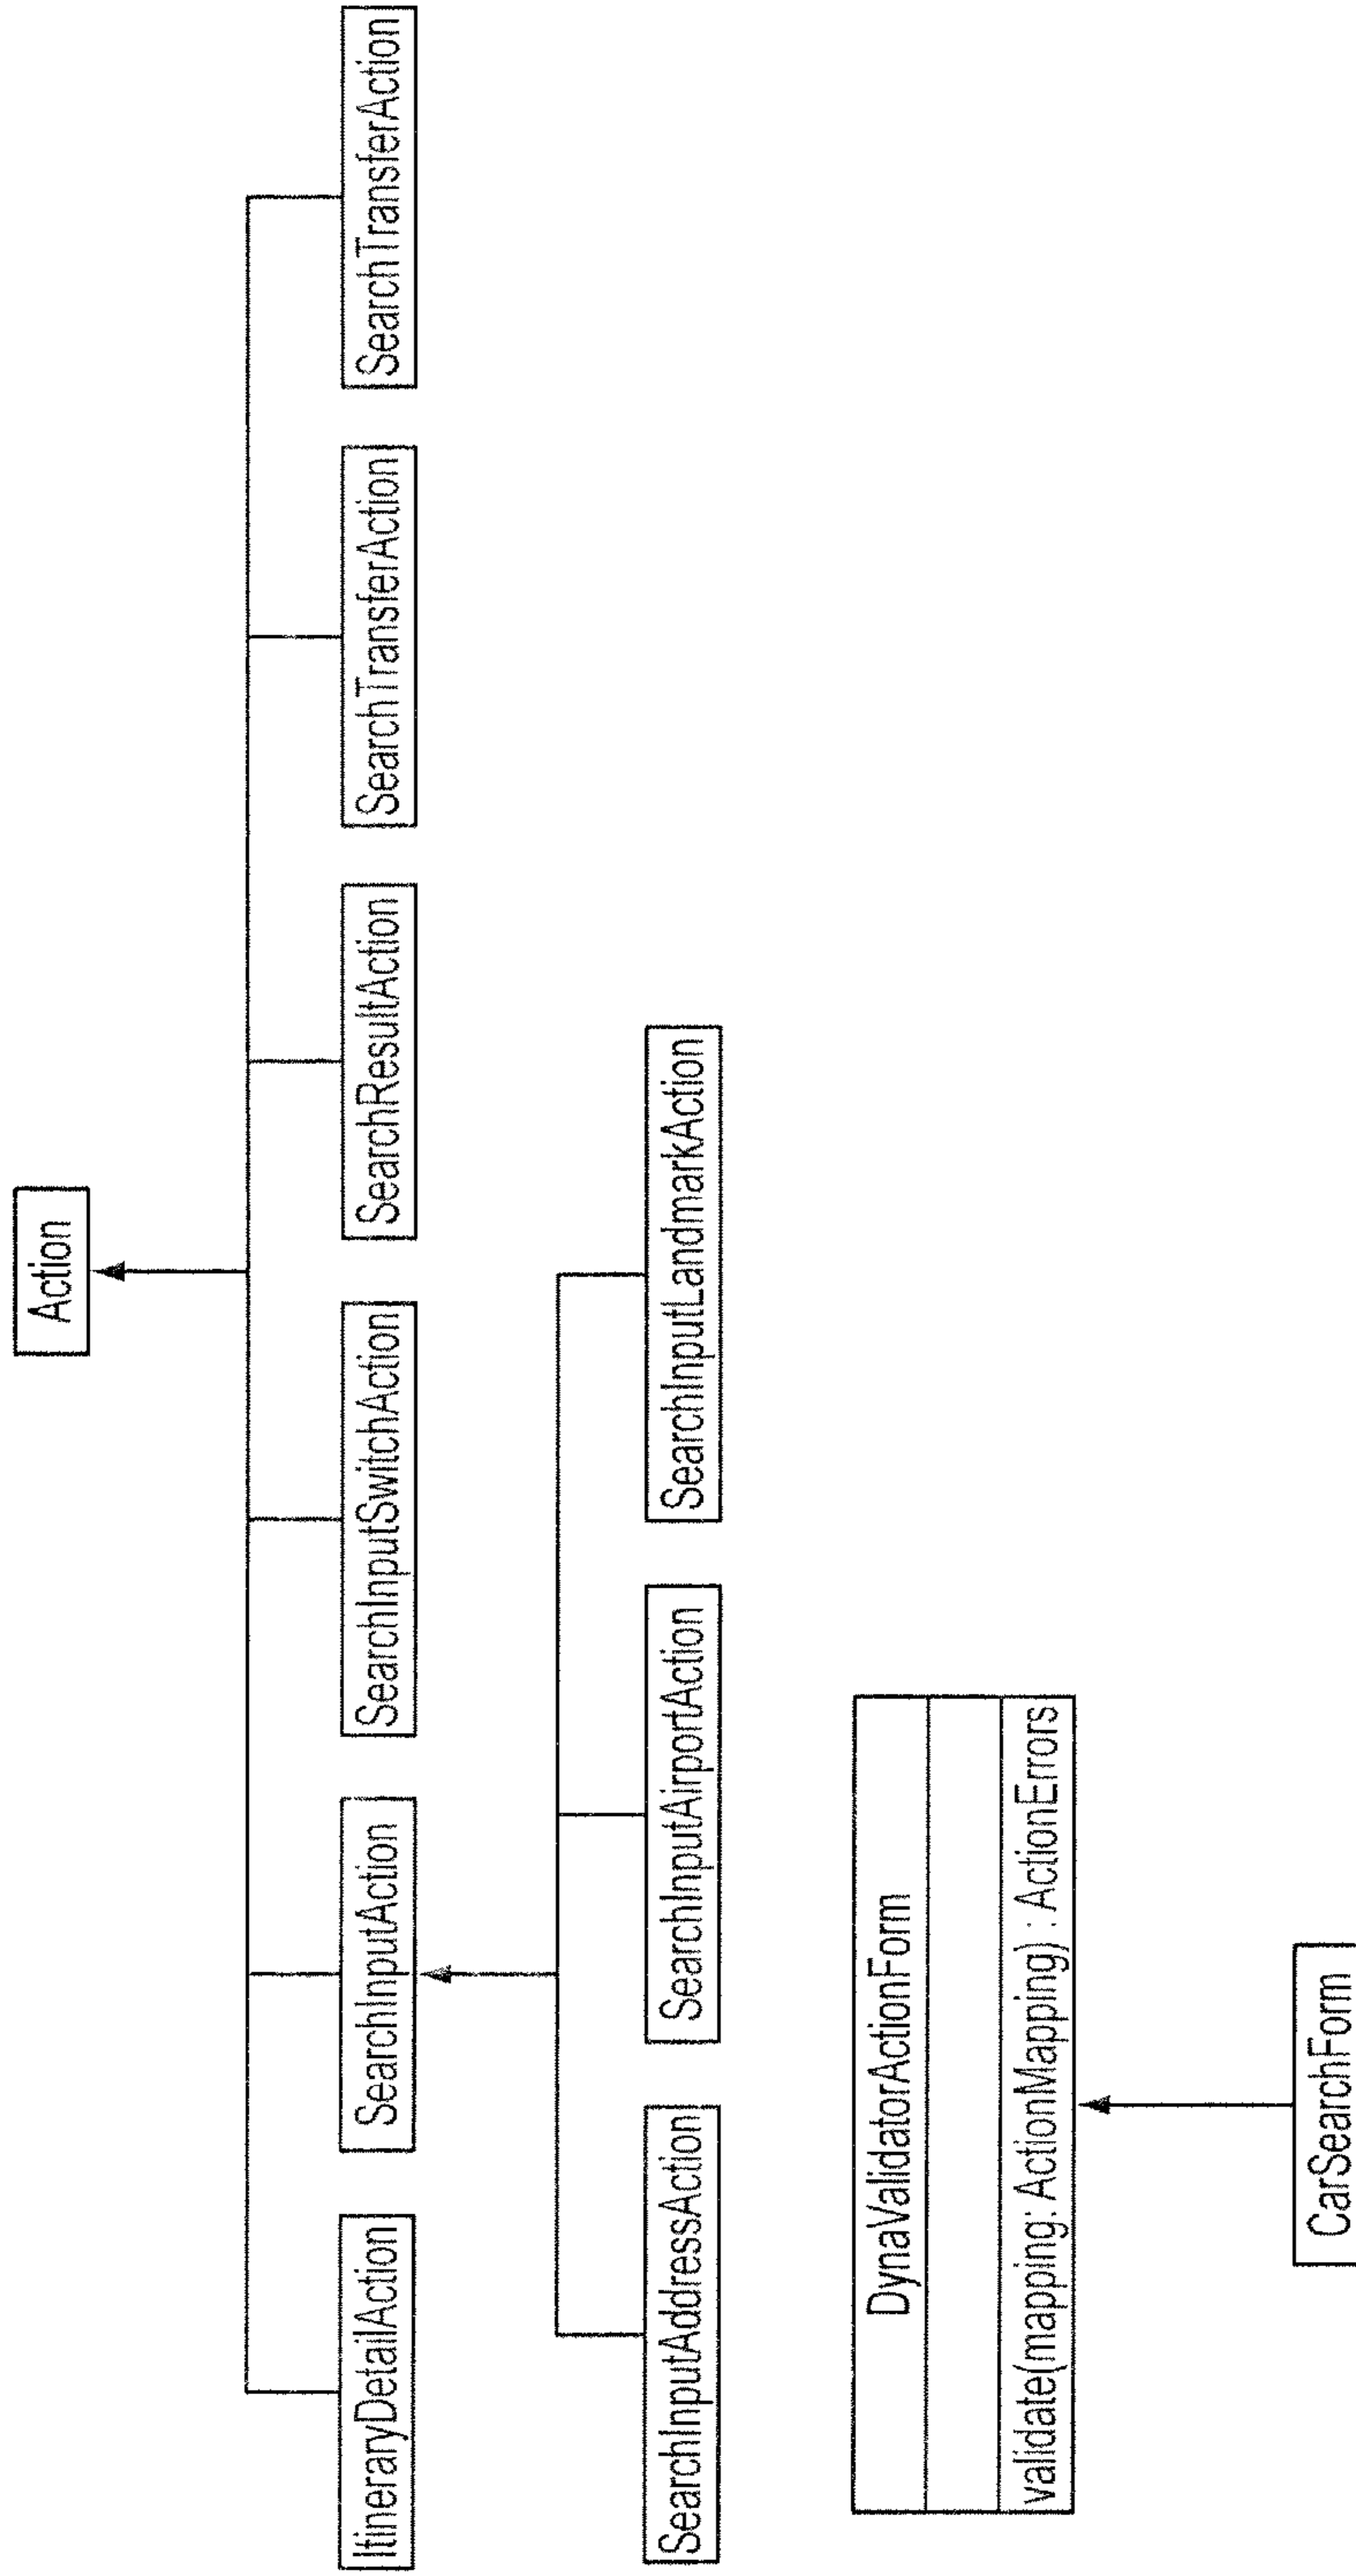 Action
ItineraryDetailAction
SearchInputAction
SearchInputSwitchAction
SearchResultAction
SearchTransferAction
SearchTransferAction
SearchInputAddressAction
SearchInputAirportAction
SearchInputLandmarkAction
DynaValidatorActionForm
validate(mapping: ActionMapping) : ActionErrors
CarSearchForm